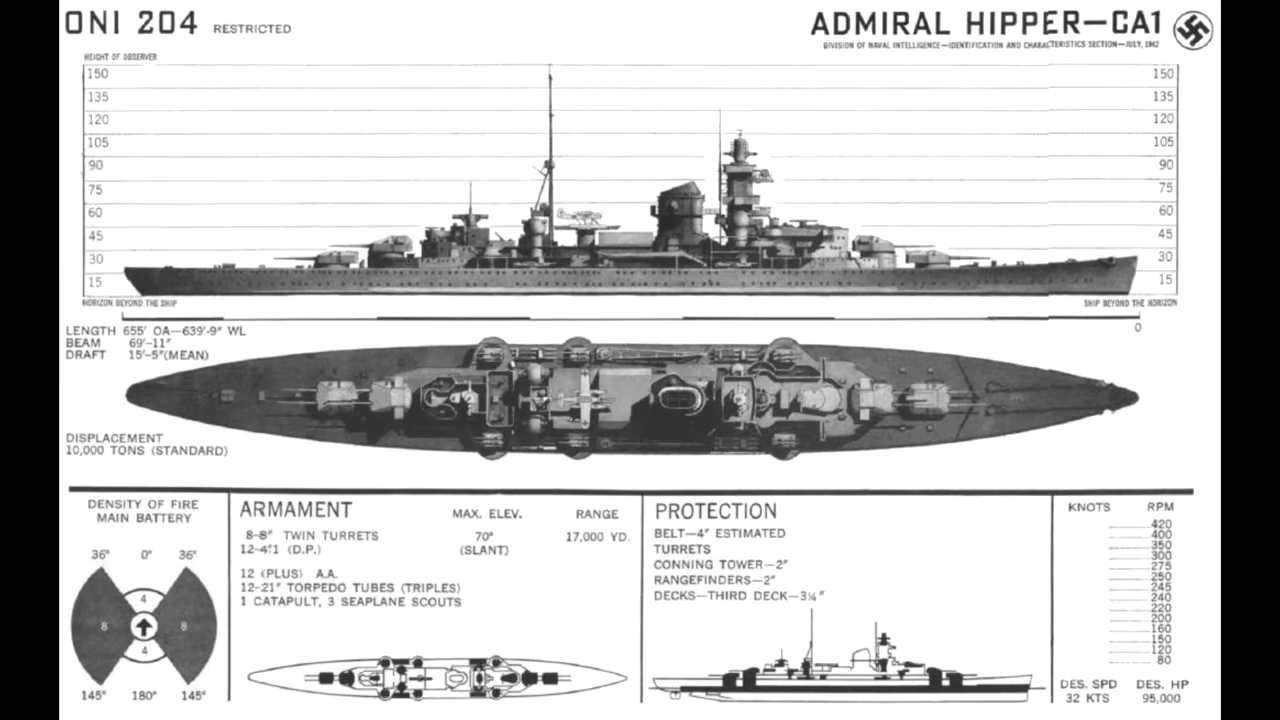 ONI 204 RESTRICTED
ADMIRAL HIPPER—CA1
DIVISION OF NAVAL INTELLIGENCE—IDENTIFICATION AND CHARACTERISTICS SECTION—JULY, 1942
HEIGHT OF OBSERVER
150 150
135 135
120 120
105 105
90 90
75 75
60 60
45 45
30 30
15 15
HORIZON BEYOND THE SHIP
SHIP BEYOND THE HORIZON
0
LENGTH 655' OA—639'-9" WL
BEAM 69'-11"
DRAFT 15'-5"(MEAN)
DISPLACEMENT
10,000 TONS (STANDARD)
DENSITY OF FIRE
MAIN BATTERY
36° 0° 36°
4
8 8
4
145° 180° 145°
ARMAMENT MAX. ELEV. RANGE
8-8" TWIN TURRETS 70° 17,000 YD.
12-4"1 (D.P.) (SLANT)
12 (PLUS) A.A.
12-21" TORPEDO TUBES (TRIPLES)
1 CATAPULT, 3 SEAPLANE SCOUTS
PROTECTION
BELT—4" ESTIMATED
TURRETS
CONNING TOWER—2"
RANGEFINDERS—2"
DECKS—THIRD DECK—3¼"
KNOTS RPM
420
400
350
300
275
250
245
240
220
200
160
150
120
80
DES. SPD DES. HP
32 KTS 95,000